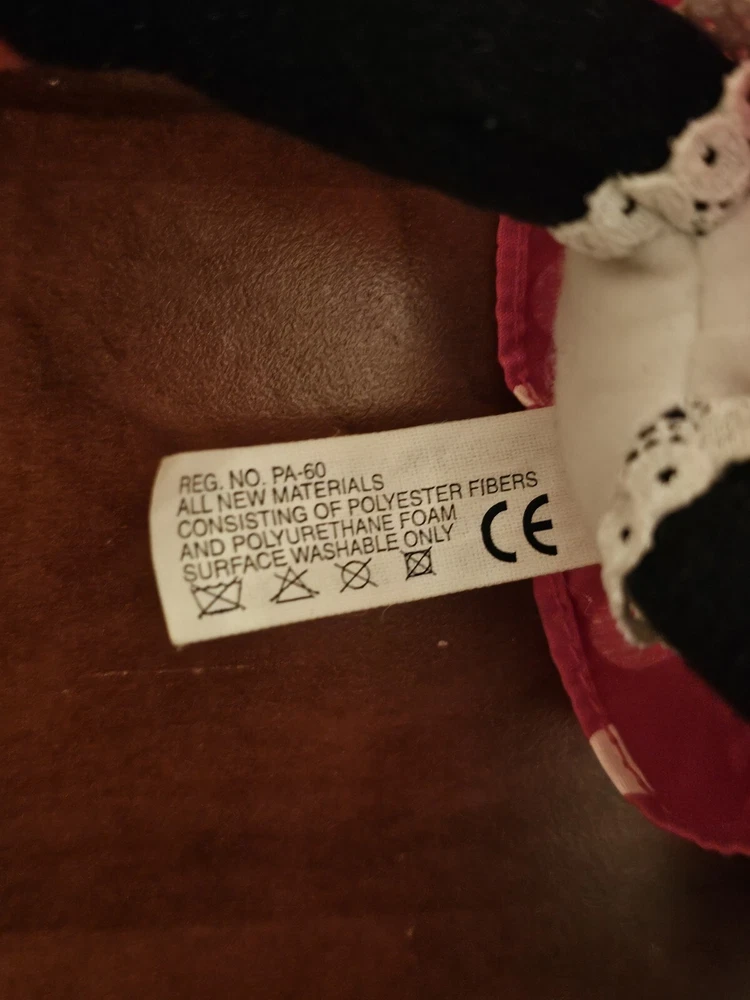 REG. NO. PA-60
ALL NEW MATERIALS
CONSISTING OF POLYESTER FIBERS
AND POLYURETHANE FOAM
SURFACE WASHABLE ONLY
CE